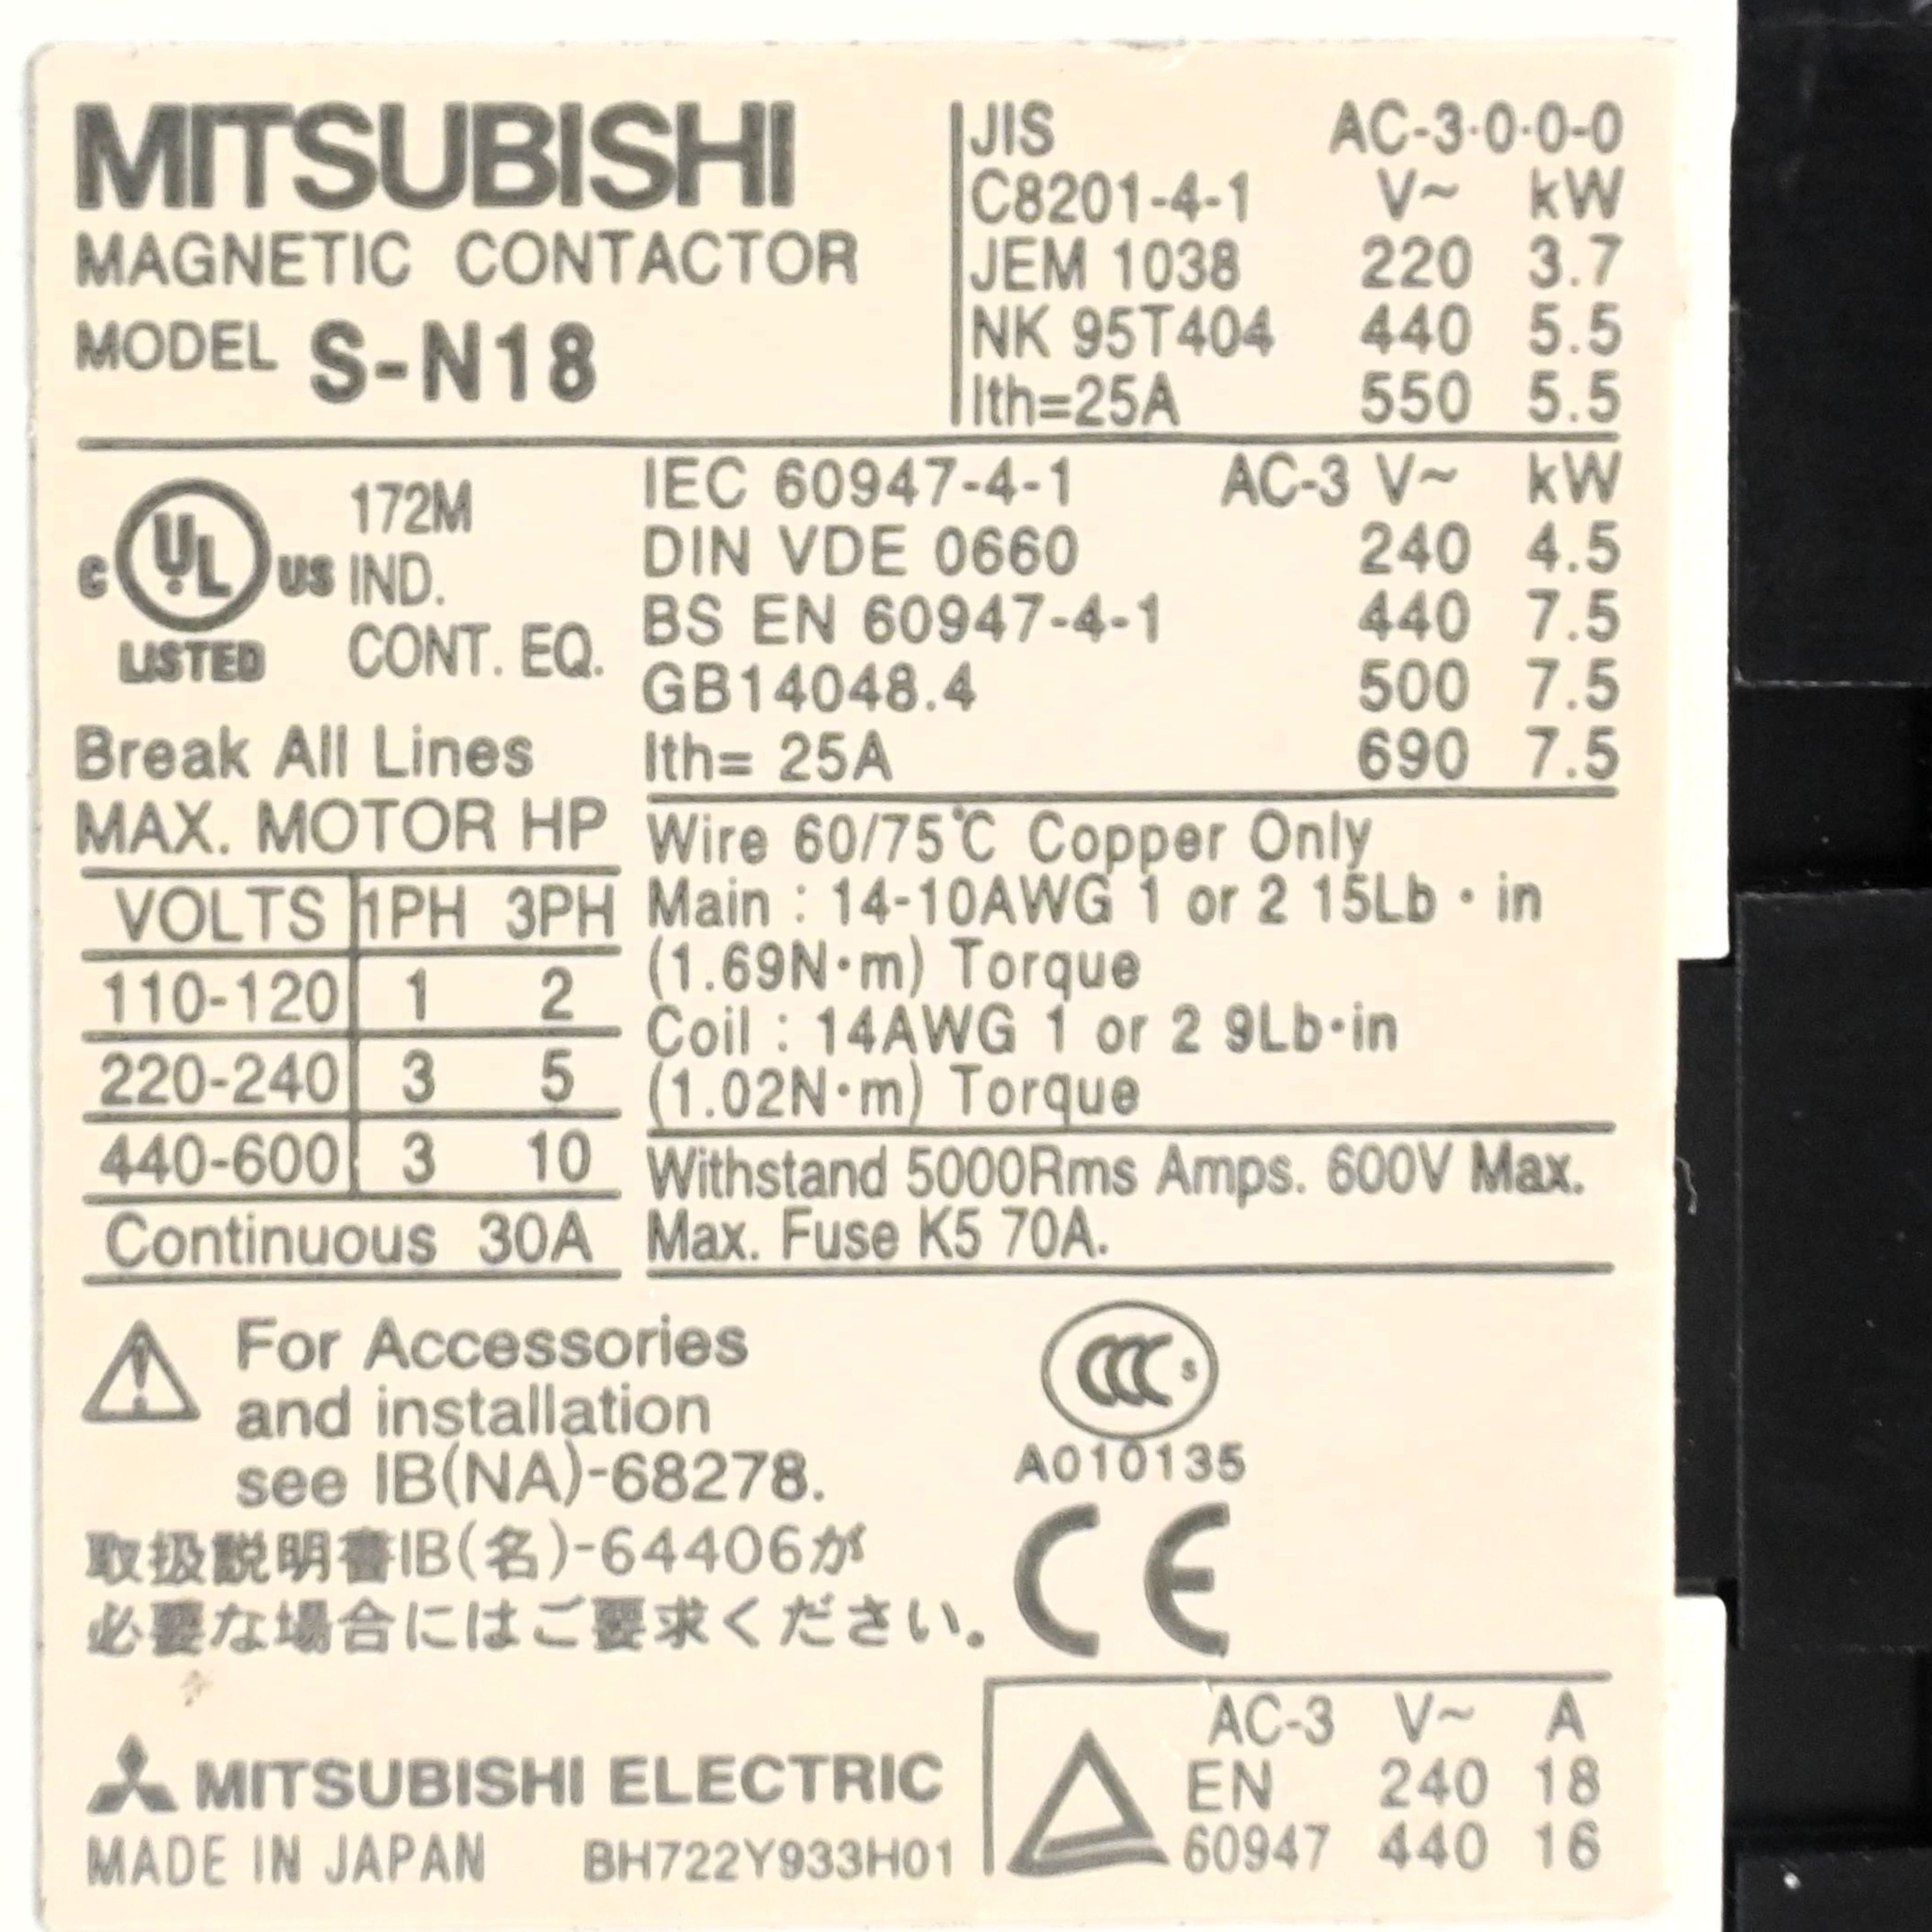 MITSUBISHI
MAGNETIC CONTACTOR
MODEL S-N18
JIS AC-3·0·0-0
C8201-4-1 V~ kW
JEM 1038 220 3.7
NK 95T404 440 5.5
Ith=25A 550 5.5
C UL US LISTED
172M
IND.
CONT. EQ.
IEC 60947-4-1 AC-3 V~ kW
DIN VDE 0660 240 4.5
BS EN 60947-4-1 440 7.5
GB14048.4 500 7.5
Ith= 25A 690 7.5
Break All Lines
MAX. MOTOR HP
VOLTS 1PH 3PH
110-120 1 2
220-240 3 5
440-600 3 10
Continuous 30A
Wire 60/75℃ Copper Only
Main : 14-10AWG 1 or 2 15Lb・in
(1.69N・m) Torque
Coil : 14AWG 1 or 2 9Lb・in
(1.02N・m) Torque
Withstand 5000Rms Amps. 600V Max.
Max. Fuse K5 70A.
For Accessories
and installation
see IB(NA)-68278.
取扱説明書IB(名)-64406が
必要な場合にはご要求ください。
CCC S
A010135
CE
MITSUBISHI ELECTRIC
MADE IN JAPAN BH722Y933H01
AC-3 V~ A
EN 240 18
60947 440 16